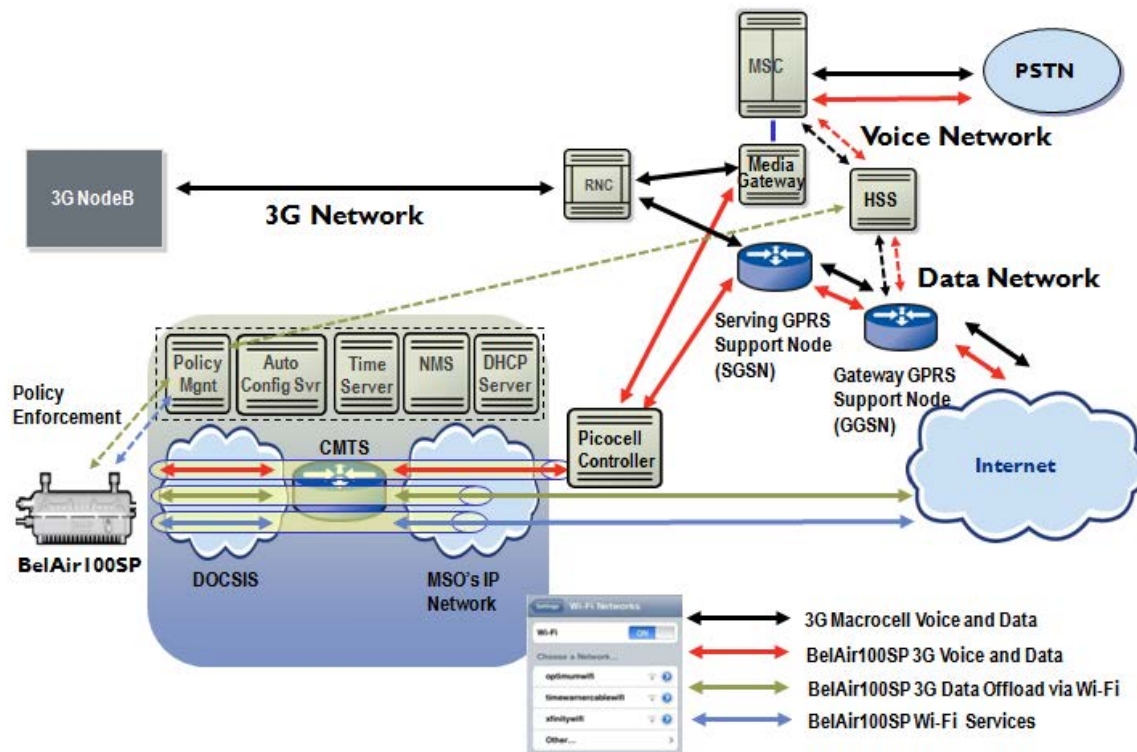 MSC
PSTN
Voice Network
Media
Gateway
RNC
3G NodeB
3G Network
HSS
Data Network
Serving GPRS
Support Node
(SGSN)
Gateway GPRS
Support Node
(GGSN)
Policy
Mgnt
Auto
Config Svr
Time
Server
NMS
DHCP
Server
Policy
Enforcement
CMTS
Picocell
Controller
Internet
BelAir100SP
DOCSIS
MSO's IP
Network
Settings
Wi-Fi Networks
Wi-Fi
ON
Choose a Network...
optimumwifi
timewarnercablewifi
xfinitywifi
Other...
3G Macrocell Voice and Data
BelAir100SP 3G Voice and Data
BelAir100SP 3G Data Offload via Wi-Fi
BelAir100SP Wi-Fi Services